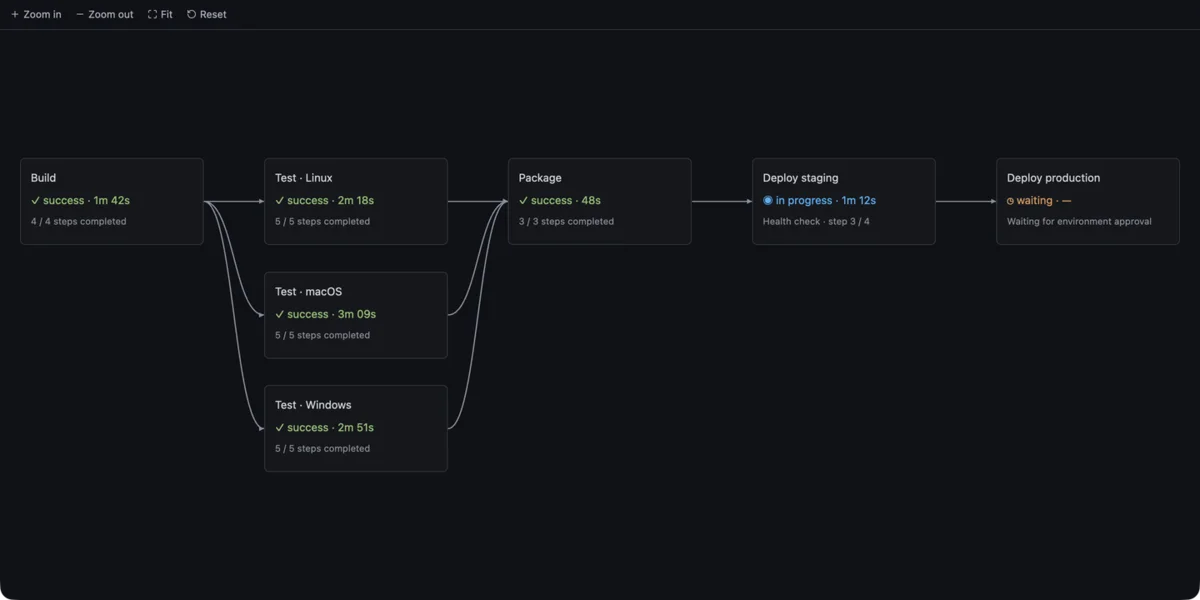 + Zoom in − Zoom out Fit Reset
Build
✓ success · 1m 42s
4 / 4 steps completed
Test · Linux
✓ success · 2m 18s
5 / 5 steps completed
Test · macOS
✓ success · 3m 09s
5 / 5 steps completed
Test · Windows
✓ success · 2m 51s
5 / 5 steps completed
Package
✓ success · 48s
3 / 3 steps completed
Deploy staging
◉ in progress · 1m 12s
Health check · step 3 / 4
Deploy production
◷ waiting · —
Waiting for environment approval